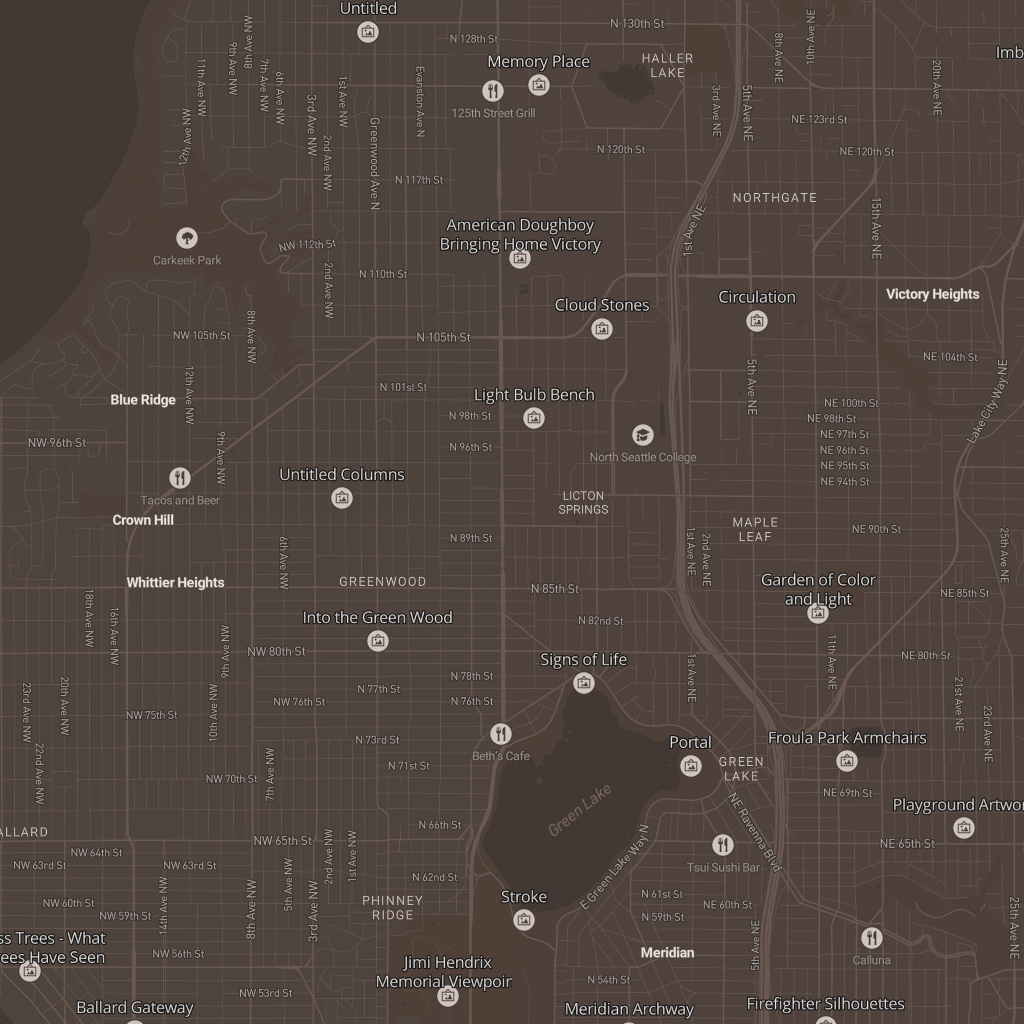 Untitled
N 130th St
N 128th St
8th Ave NW
9th Ave NW
7th Ave NW
6th Ave NW
11th Ave NW
1st Ave NW
3rd Ave NW
2nd Ave NW
12th Ave NW
Evanston Ave N
Greenwood Ave N
Memory Place
125th Street Grill
HALLER
LAKE
8th Ave NE
10th Ave NE
20th Ave NE
Imb
3rd Ave NE
5th Ave NE
NE 123rd St
N 120th St
NE 120th St
N 117th St
NORTHGATE
15th Ave NE
1st Ave NE
American Doughboy
Bringing Home Victory
NW 112th St
Carkeek Park
N 110th St
2nd Ave NW
Cloud Stones
Circulation
Victory Heights
8th Ave NW
NW 105th St
N 105th St
NE 104th St
5th Ave NE
Lake City Way NE
12th Ave NW
N 101st St
Light Bulb Bench
Blue Ridge
N 98th St
NE 100th St
NE 98th St
NE 97th St
NE 96th St
NE 95th St
NE 94th St
NW 96th St
9th Ave NW
N 96th St
North Seattle College
Untitled Columns
Tacos and Beer
Crown Hill
LICTON
SPRINGS
MAPLE
LEAF
NE 90th St
N 89th St
1st Ave NE
2nd Ave NE
25th Ave NE
6th Ave NW
Whittier Heights
GREENWOOD
N 85th St
Garden of Color
and Light
NE 85th St
18th Ave NW
16th Ave NW
Into the Green Wood
N 82nd St
9th Ave NW
NW 80th St
11th Ave NE
NE 80th St
Signs of Life
1st Ave NE
23rd Ave NW
20th Ave NW
10th Ave NW
N 78th St
N 77th St
N 76th St
NW 76th St
NW 75th St
21st Ave NE
23rd Ave NE
22nd Ave NW
N 73rd St
Beth's Cafe
Portal
Froula Park Armchairs
7th Ave NW
NW 70th St
N 71st St
GREEN
LAKE
NE 69th St
Green Lake
NE Ravenna Blvd
Playground Artwor
ALLARD
N 66th St
NW 65th St
NE 65th St
2nd Ave NW
1st Ave NW
E Green Lake Way N
Tsui Sushi Bar
NW 64th St
NW 63rd St
NW 63rd St
5th Ave NW
N 62nd St
14th Ave NW
8th Ave NW
3rd Ave NW
NW 60th St
NW 59th St
PHINNEY
RIDGE
Stroke
N 61st St
NE 60th St
N 59th St
25th Ave NE
ss Trees - What
rees Have Seen
NW 56th St
5th Ave NE
Calluna
Meridian
Jimi Hendrix
Memorial Viewpoir
N 54th St
NW 53rd St
Ballard Gateway
Meridian Archway
Firefighter Silhouettes